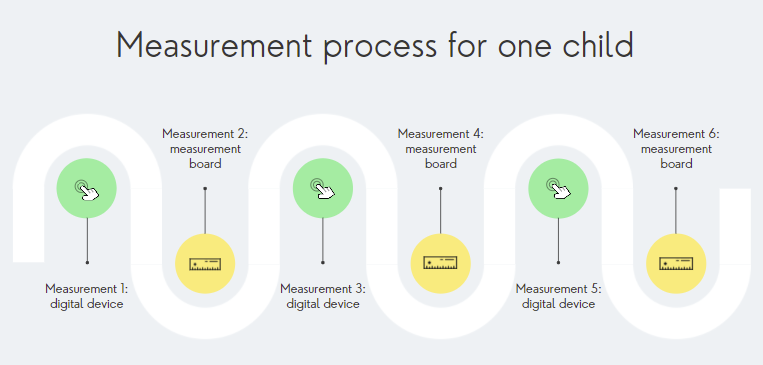 Measurement process for one child
Measurement 2:
measurement
board
Measurement 4:
measurement
board
Measurement 6:
measurement
board
Measurement 1:
digital device
Measurement 3:
digital device
Measurement 5:
digital device